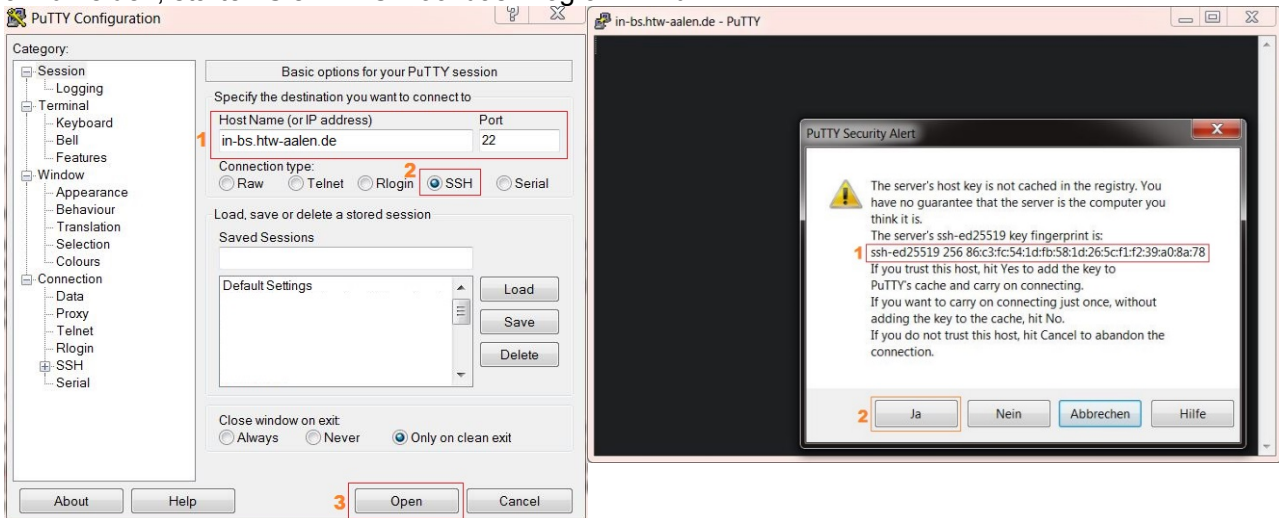 PuTTY Configuration
Category:
Session
Logging
Terminal
Keyboard
Bell
Features
Window
Appearance
Behaviour
Translation
Selection
Colours
Connection
Data
Proxy
Telnet
Rlogin
SSH
Serial
Basic options for your PuTTY session
Specify the destination you want to connect to
Host Name (or IP address) Port
1 in-bs.htw-aalen.de 22
Connection type:
2
Raw Telnet Rlogin SSH Serial
Load, save or delete a stored session
Saved Sessions
Default Settings
Load
Save
Delete
Close window on exit:
Always Never Only on clean exit
About Help 3 Open Cancel
in-bs.htw-aalen.de - PuTTY
PuTTY Security Alert
The server's host key is not cached in the registry. You
have no guarantee that the server is the computer you
think it is.
The server's ssh-ed25519 key fingerprint is:
1 ssh-ed25519 256 86:c3:fc:54:1d:fb:58:1d:26:5c:f1:f2:39:a0:8a:78
If you trust this host, hit Yes to add the key to
PuTTY's cache and carry on connecting.
If you want to carry on connecting just once, without
adding the key to the cache, hit No.
If you do not trust this host, hit Cancel to abandon the
connection.
2 Ja Nein Abbrechen Hilfe